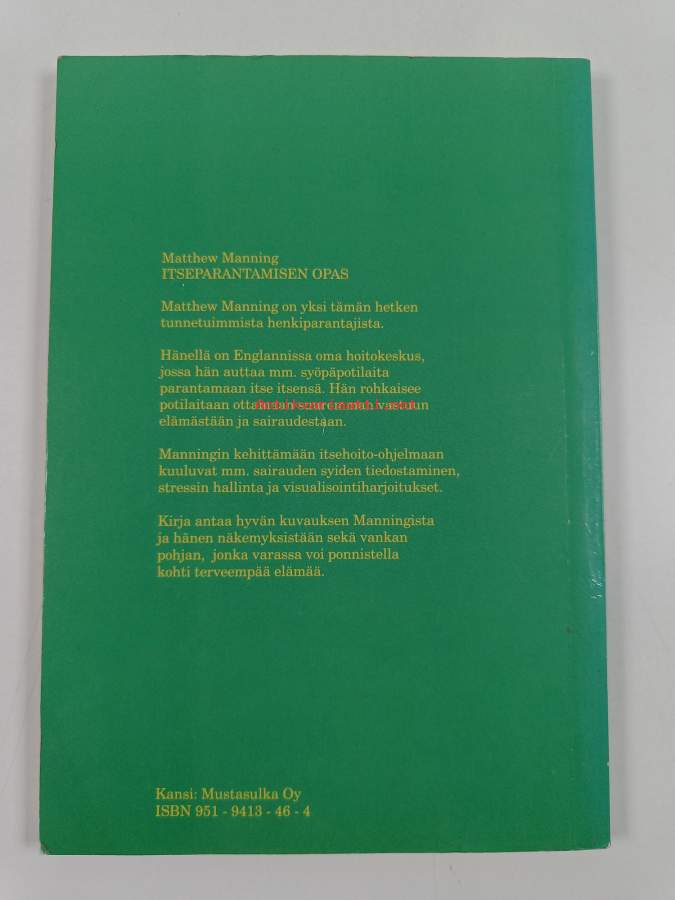 Matthew Manning
ITSEPARANTAMISEN OPAS
Matthew Manning on yksi tämän hetken
tunnetuimmista henkiparantajista.
Hänellä on Englannissa oma hoitokeskus,
jossa hän auttaa mm. syöpäpotilaita
parantamaan itse itsensä. Hän rohkaisee
potilaitaan ottamaan suuremman vastuun
elämästään ja sairaudestaan.
Manningin kehittämään itsehoito-ohjelmaan
kuuluvat mm. sairauden syiden tiedostaminen,
stressin hallinta ja visualisointiharjoitukset.
Kirja antaa hyvän kuvauksen Manningista
ja hänen näkemyksistään sekä vankan
pohjan, jonka varassa voi ponnistella
kohti terveempää elämää.
Kansi: Mustasulka Oy
ISBN 951 - 9413 - 46 - 4